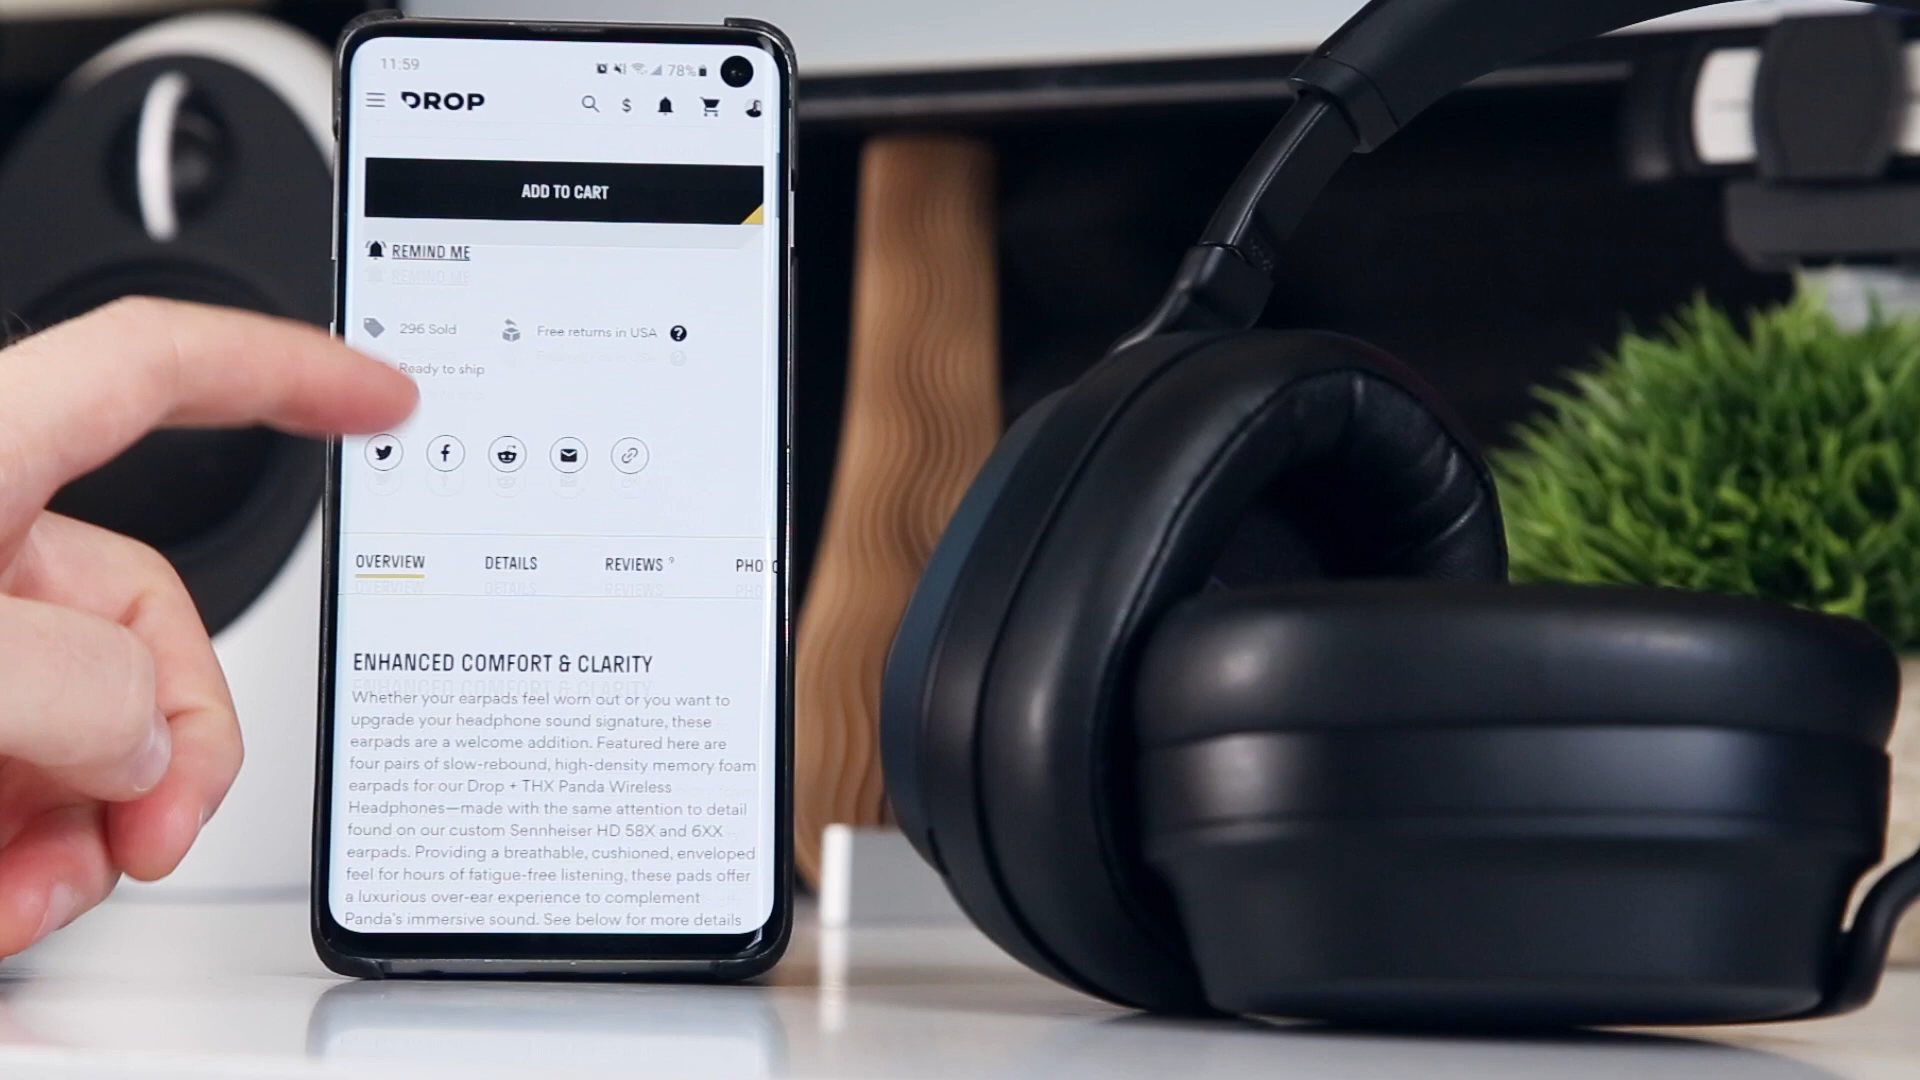 11:59
78%
DROP
$
ADD TO CART
REMIND ME
296 Sold
Free returns in USA ?
Ready to ship
OVERVIEW DETAILS REVIEWS 9 PHO
ENHANCED COMFORT & CLARITY
Whether your earpads feel worn out or you want to
upgrade your headphone sound signature, these
earpads are a welcome addition. Featured here are
four pairs of slow-rebound, high-density memory foam
earpads for our Drop + THX Panda Wireless
Headphones—made with the same attention to detail
found on our custom Sennheiser HD 58X and 6XX
earpads. Providing a breathable, cushioned, enveloped
feel for hours of fatigue-free listening, these pads offer
a luxurious over-ear experience to complement
Panda's immersive sound. See below for more details